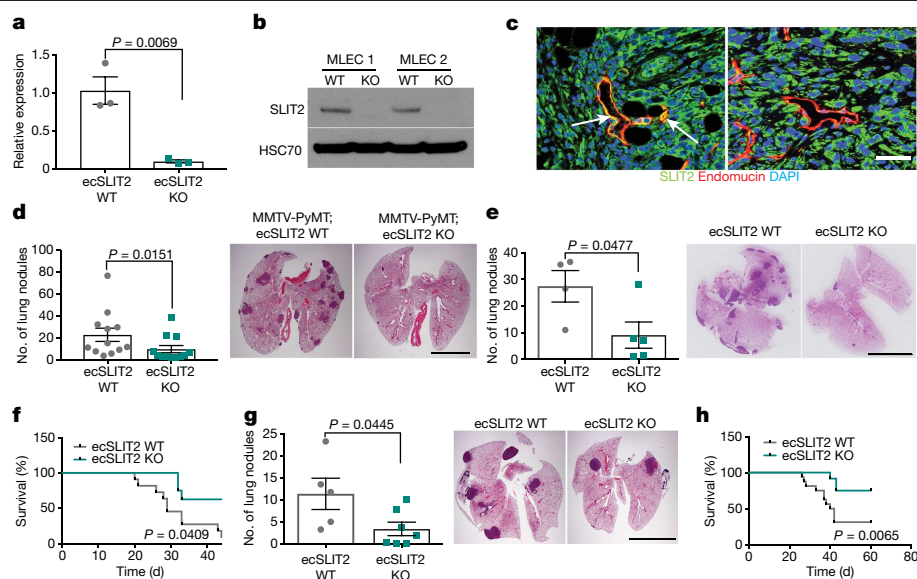 a
P = 0.0069
Relative expression
1.5
1.0
0.5
0
ecSLIT2
WT
ecSLIT2
KO
b
MLEC 1
MLEC 2
WT KO WT KO
SLIT2
HSC70
c
SLIT2 Endomucin DAPI
d
No. of lung nodules
100
80
60
40
20
0
P = 0.0151
ecSLIT2
WT
ecSLIT2
KO
MMTV-PyMT;
ecSLIT2 WT
MMTV-PyMT;
ecSLIT2 KO
e
No. of lung nodules
40
30
20
10
0
P = 0.0477
ecSLIT2
WT
ecSLIT2
KO
ecSLIT2 WT
ecSLIT2 KO
f
Survival (%)
150
100
50
0
ecSLIT2 WT
ecSLIT2 KO
P = 0.0409
0 20 40
Time (d)
g
No. of lung nodules
25
20
15
10
5
0
P = 0.0445
ecSLIT2
WT
ecSLIT2
KO
ecSLIT2 WT
ecSLIT2 KO
h
Survival (%)
150
100
50
0
ecSLIT2 WT
ecSLIT2 KO
P = 0.0065
0 20 40 60 80
Time (d)